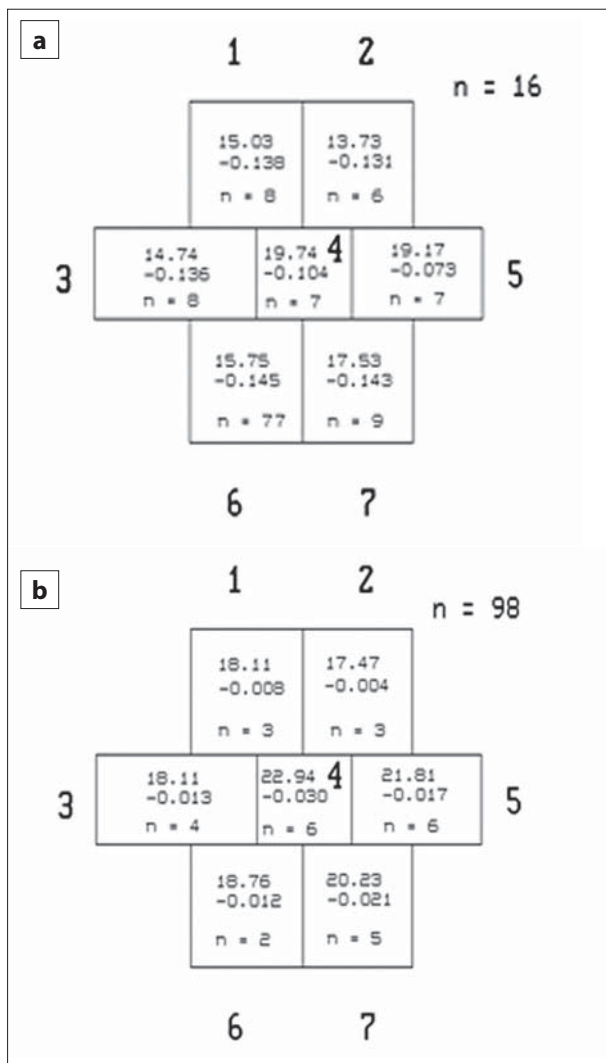 a
1 2
n = 16
15.03 13.73
-0.138 -0.131
n = 8 n = 6
3
14.74 19.74 4 19.17
-0.136 -0.104 -0.073
n = 8 n = 7 n = 7
5
15.75 17.53
-0.145 -0.143
n = 77 n = 9
6 7
b
1 2
n = 98
18.11 17.47
-0.008 -0.004
n = 3 n = 3
3
18.11 22.94 4 21.81
-0.013 -0.030 -0.017
n = 4 n = 6 n = 6
5
18.76 20.23
-0.012 -0.021
n = 2 n = 5
6 7